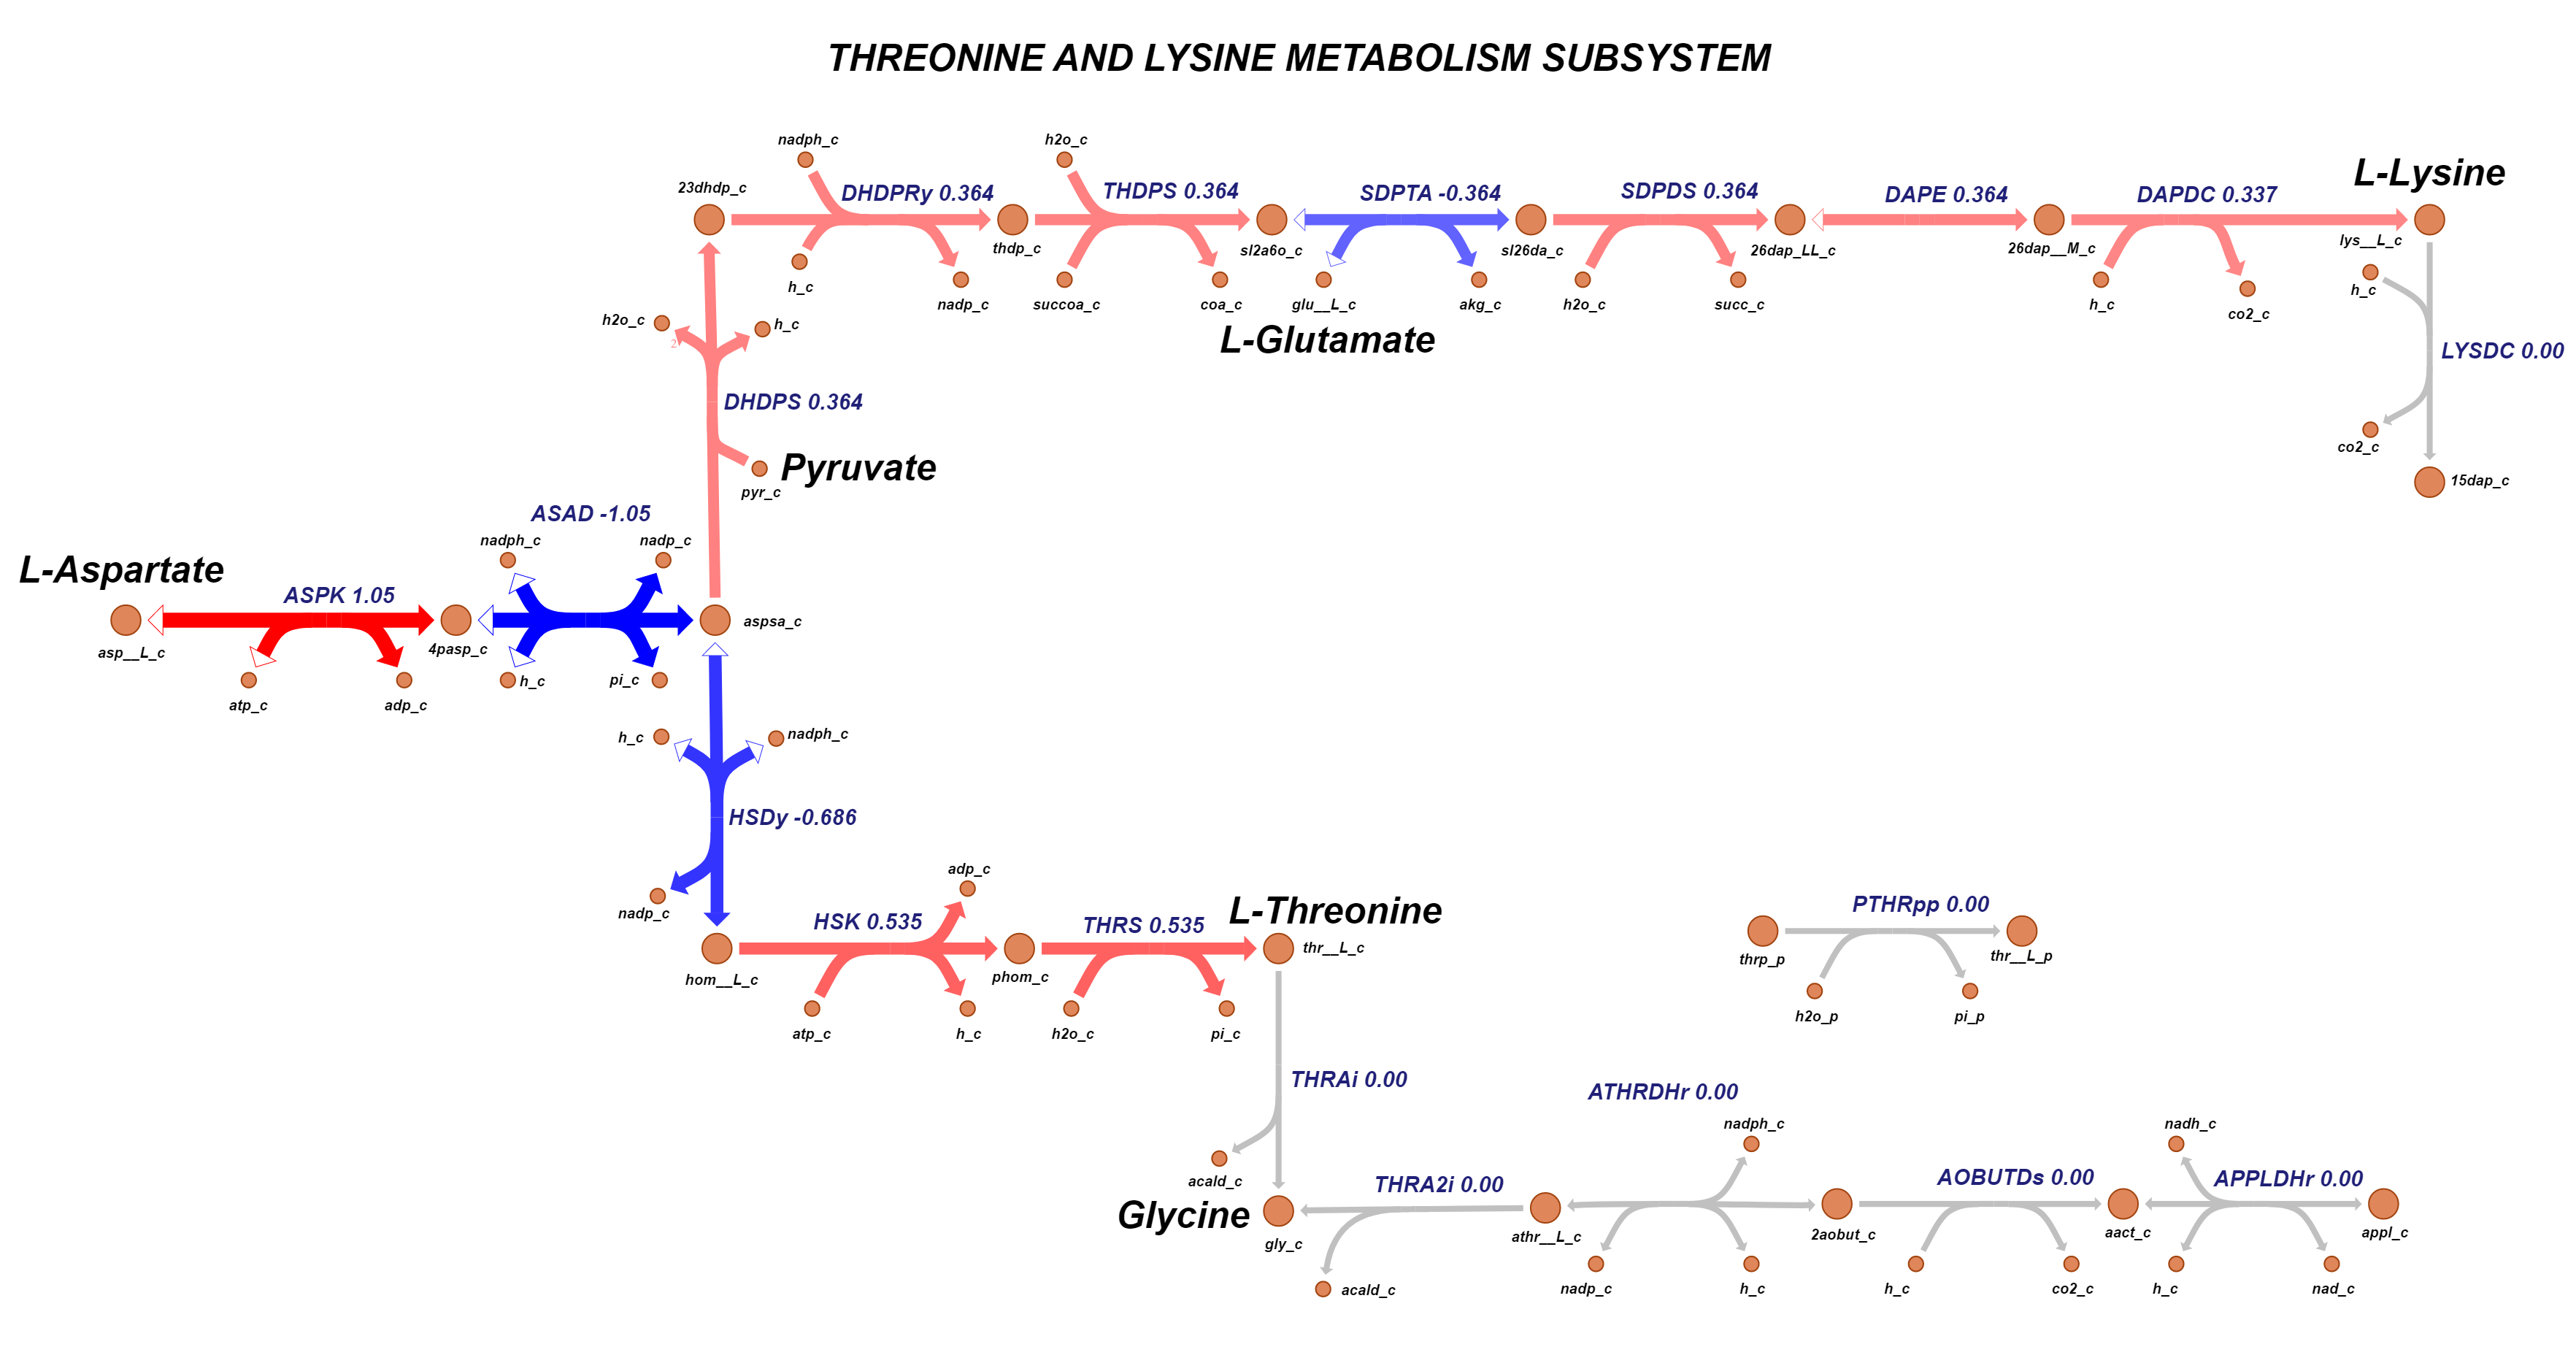 THREONINE AND LYSINE METABOLISM SUBSYSTEM
nadph_c
h2o_c
L-Lysine
23dhdp_c
DHDPRy 0.364
THDPS 0.364
SDPTA -0.364
SDPDS 0.364
DAPE 0.364
DAPDC 0.337
thdp_c
sl2a6o_c
sl26da_c
26dap_LL_c
26dap__M_c
lys__L_c
h_c
nadp_c
succoa_c
coa_c
glu__L_c
akg_c
h2o_c
succ_c
h_c
co2_c
h_c
L-Glutamate
h2o_c
h_c
2
LYSDC 0.00
DHDPS 0.364
co2_c
Pyruvate
pyr_c
15dap_c
ASAD -1.05
nadph_c
nadp_c
L-Aspartate
ASPK 1.05
asp__L_c
4pasp_c
aspsa_c
atp_c
adp_c
h_c
pi_c
h_c
nadph_c
HSDy -0.686
nadp_c
adp_c
HSK 0.535
THRS 0.535
L-Threonine
thr__L_c
hom__L_c
phom_c
atp_c
h_c
h2o_c
pi_c
PTHRpp 0.00
thrp_p
thr__L_p
h2o_p
pi_p
THRAi 0.00
ATHRDHr 0.00
nadph_c
nadh_c
acald_c
THRA2i 0.00
AOBUTDs 0.00
APPLDHr 0.00
Glycine
gly_c
athr__L_c
2aobut_c
aact_c
appl_c
acald_c
nadp_c
h_c
h_c
co2_c
h_c
nad_c